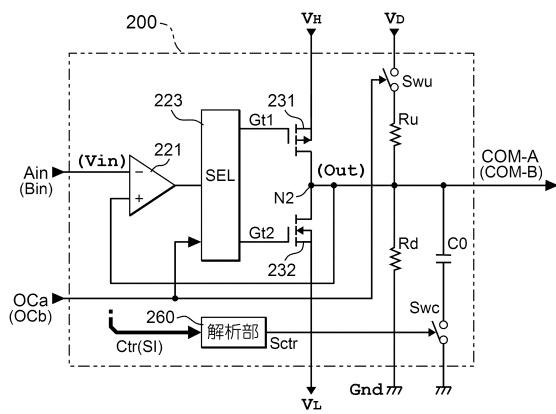 200
VH
VD
Swu
223
231
Gt1
Ru
(Vin)
221
Ain
(Bin)
-
+
SEL
(Out)
N2
COM-A
(COM-B)
Gt2
232
Rd
C0
OCa
(OCb)
260
解析部
Sctr
Swc
Ctr(SI)
VL
Gnd